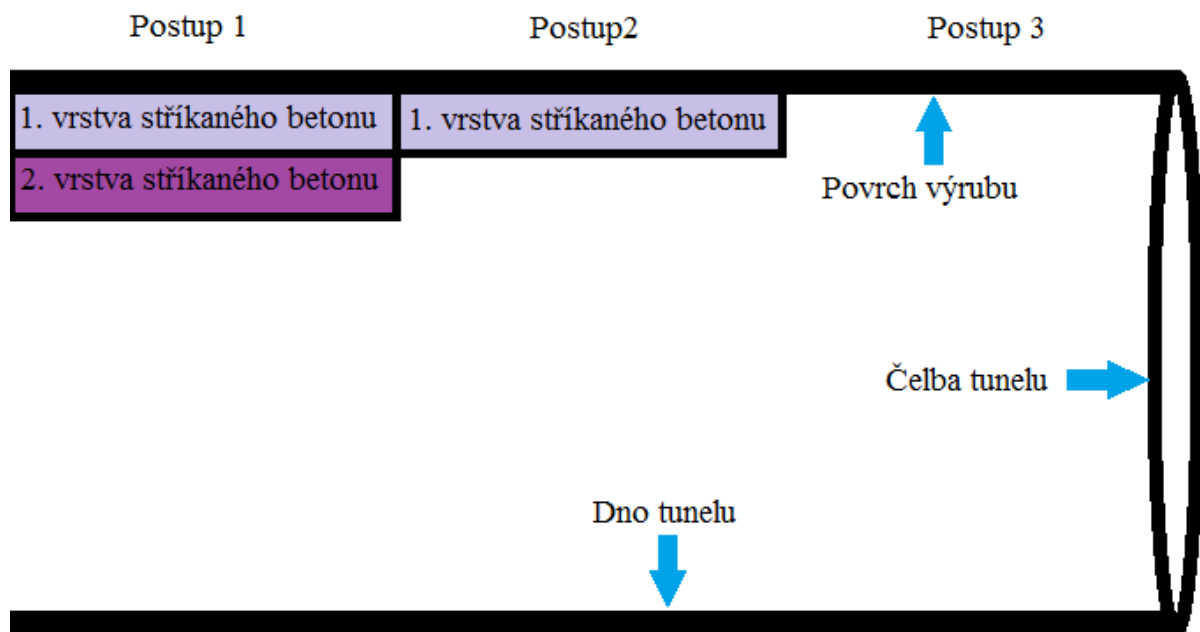 Postup 1
Postup2
Postup 3
1. vrstva stříkaného betonu
1. vrstva stříkaného betonu
2. vrstva stříkaného betonu
Povrch výrubu
Čelba tunelu
Dno tunelu